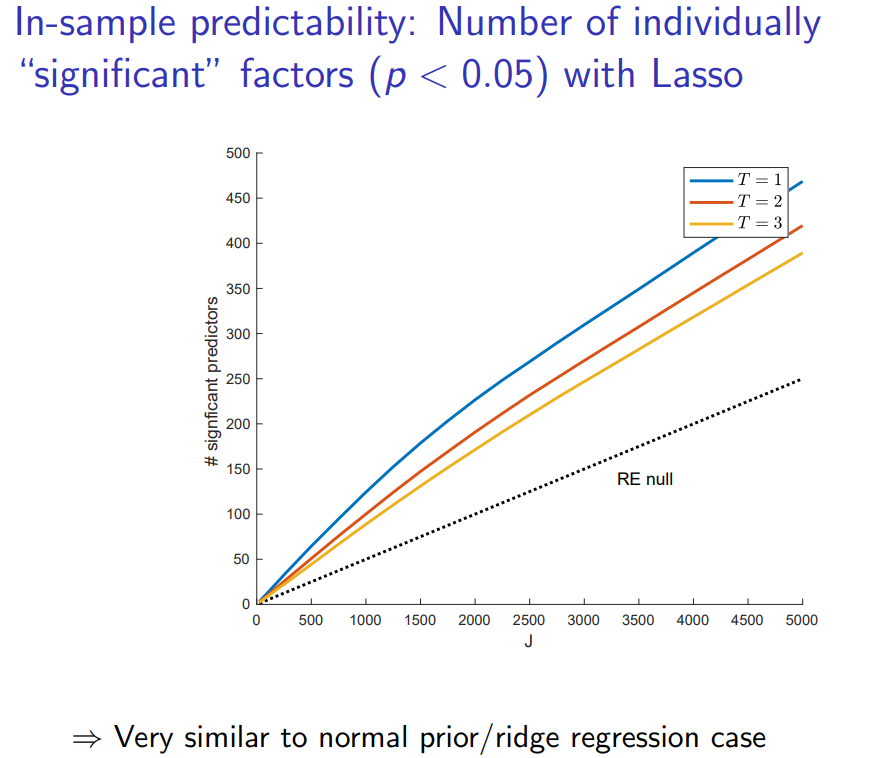 In-sample predictability: Number of individually
“significant” factors (p < 0.05) with Lasso
500
450
400
350
300
250
200
150
100
50
0
# signficant predictors
T = 1
T = 2
T = 3
RE null
0 500 1000 1500 2000 2500 3000 3500 4000 4500 5000
J
⇒ Very similar to normal prior/ridge regression case